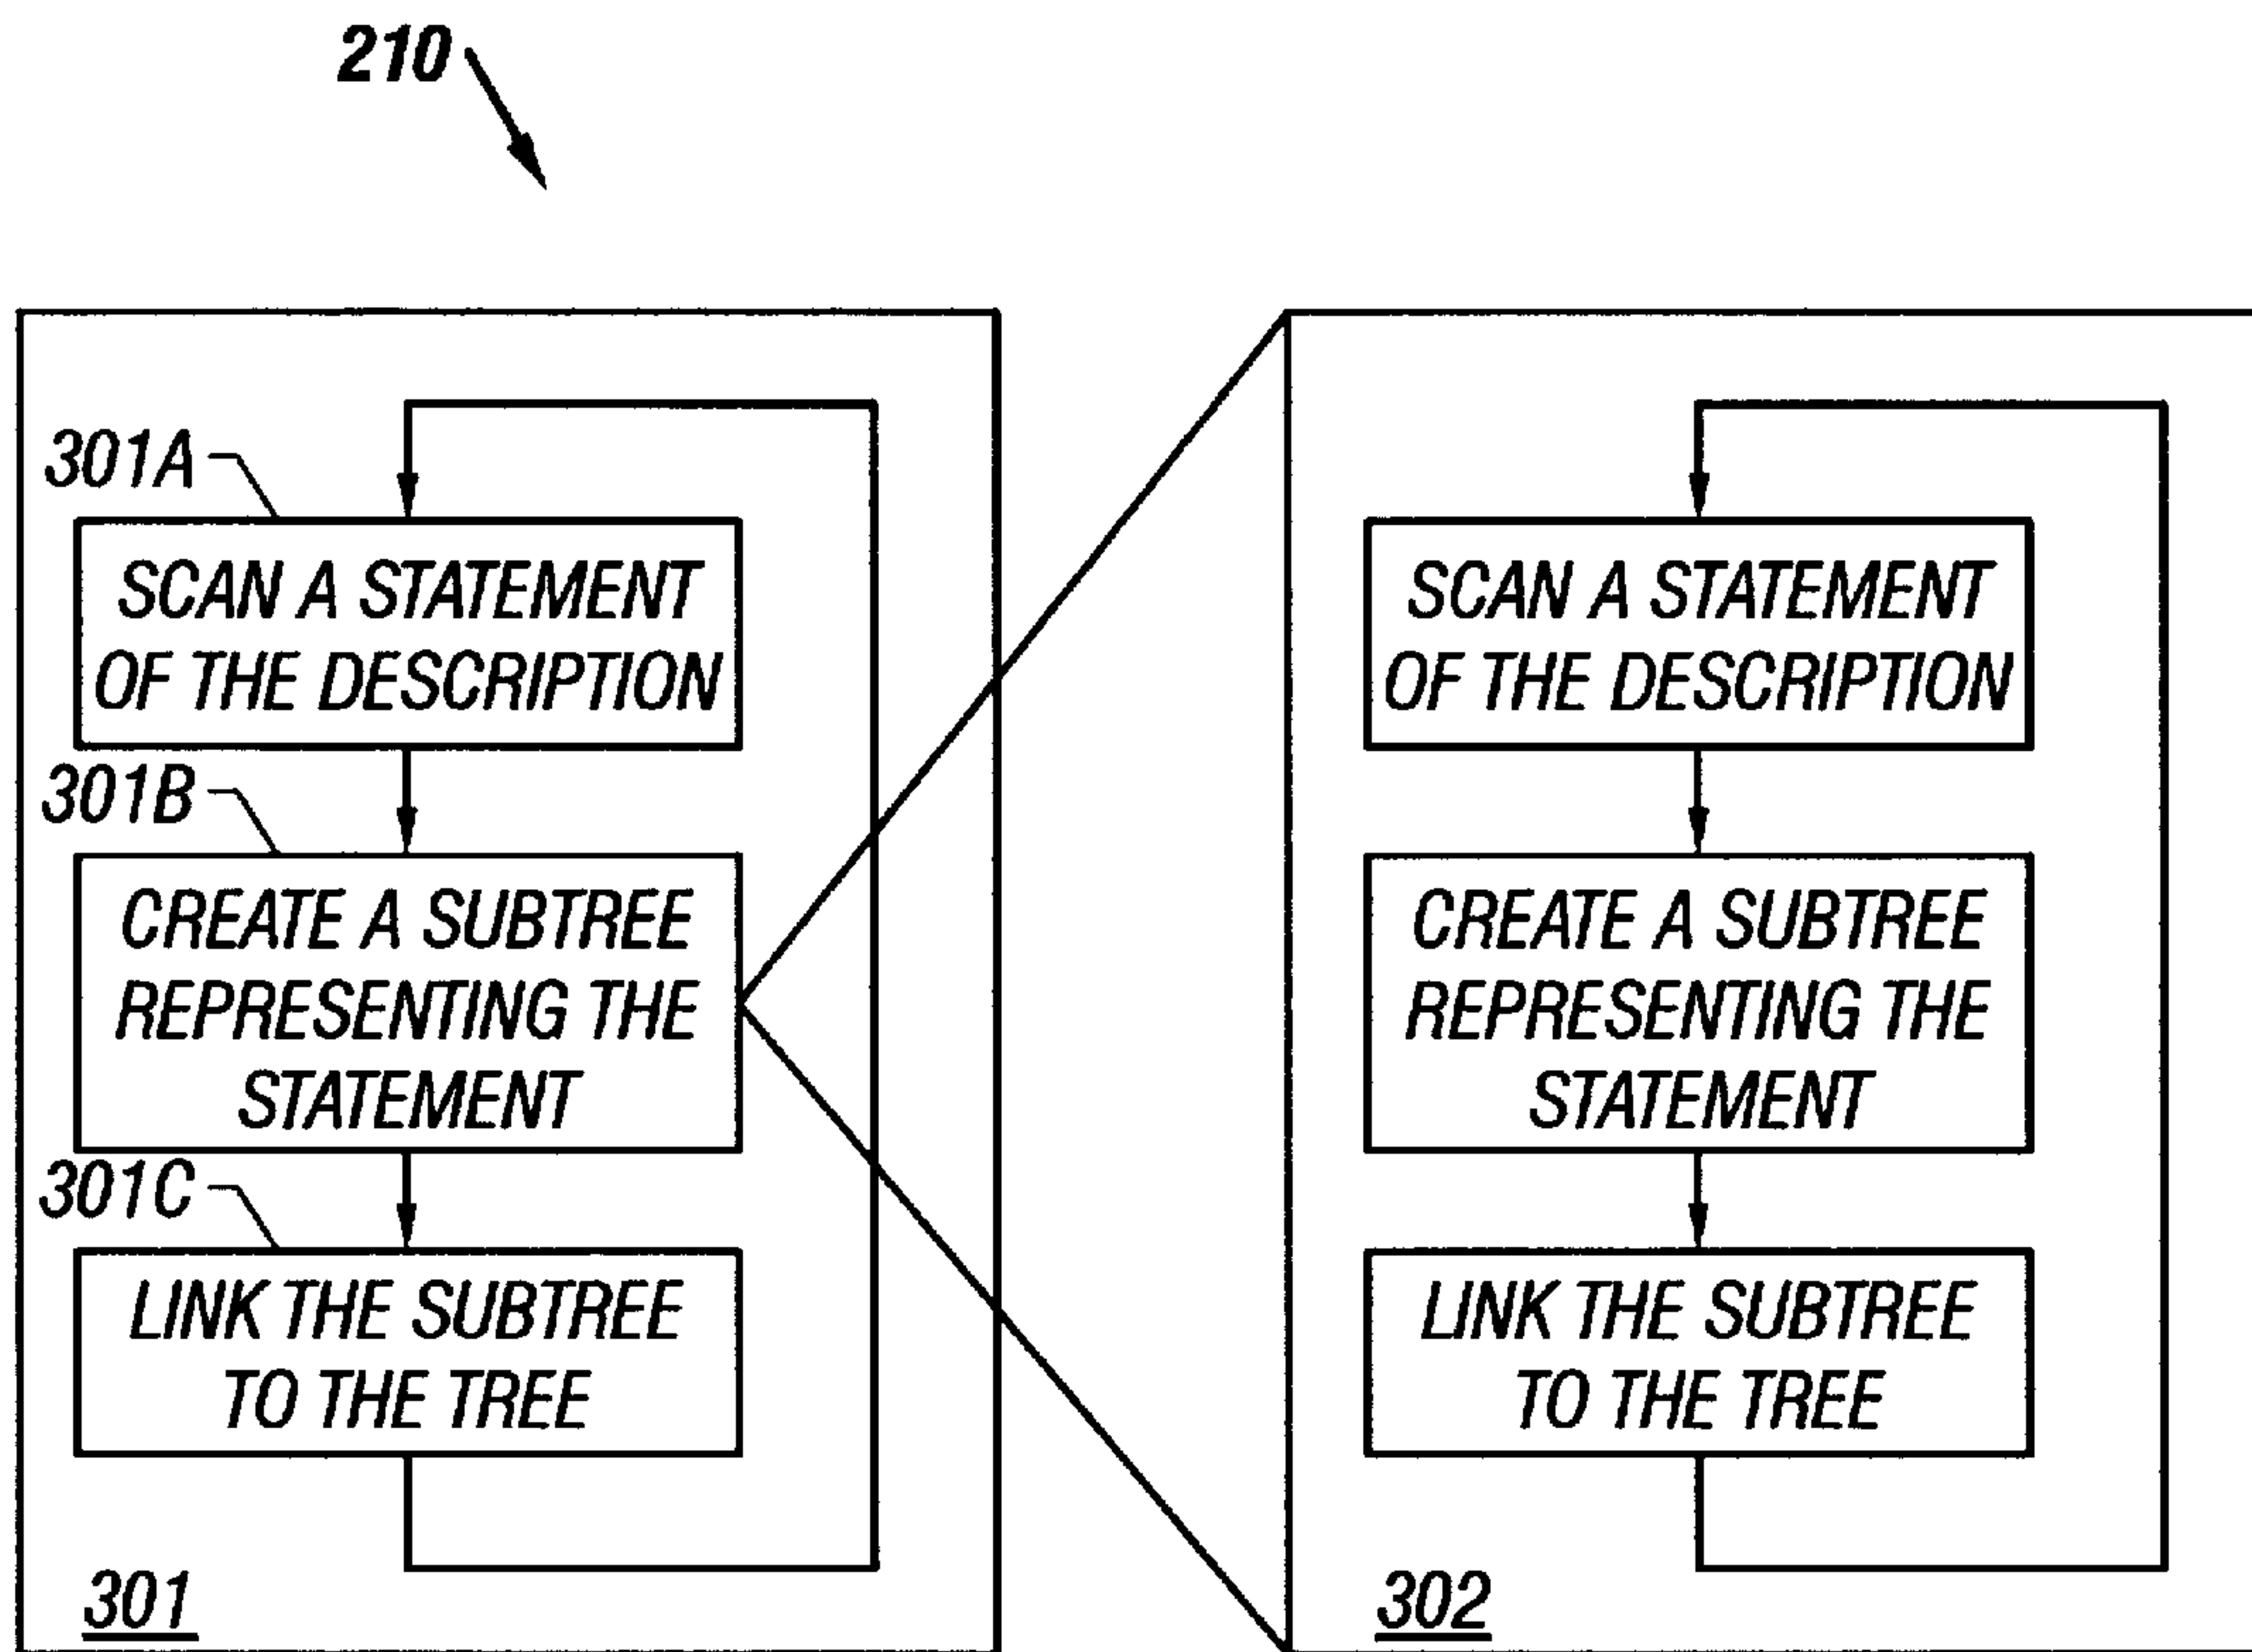 210
301A
SCAN A STATEMENT
OF THE DESCRIPTION
301B
CREATE A SUBTREE
REPRESENTING THE
STATEMENT
301C
LINK THE SUBTREE
TO THE TREE
301
SCAN A STATEMENT
OF THE DESCRIPTION
CREATE A SUBTREE
REPRESENTING THE
STATEMENT
LINK THE SUBTREE
TO THE TREE
302